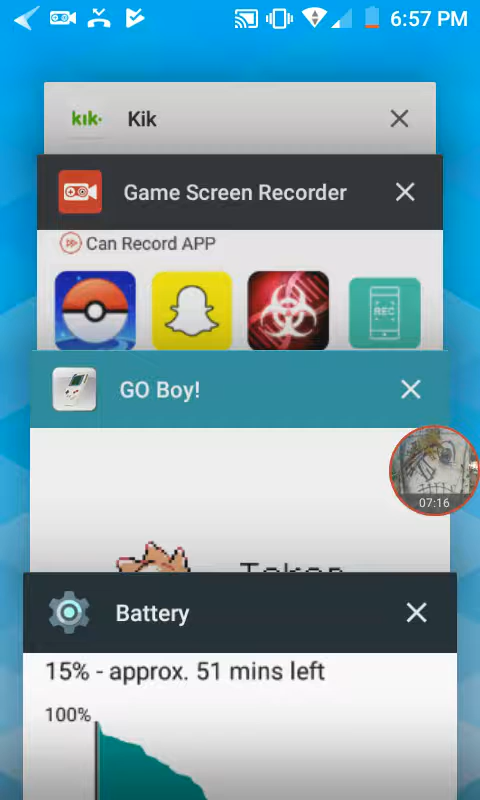 6:57 PM
kik·
Kik
Game Screen Recorder
Can Record APP
REC
GO Boy!
07:16
Token
Battery
15% - approx. 51 mins left
100%